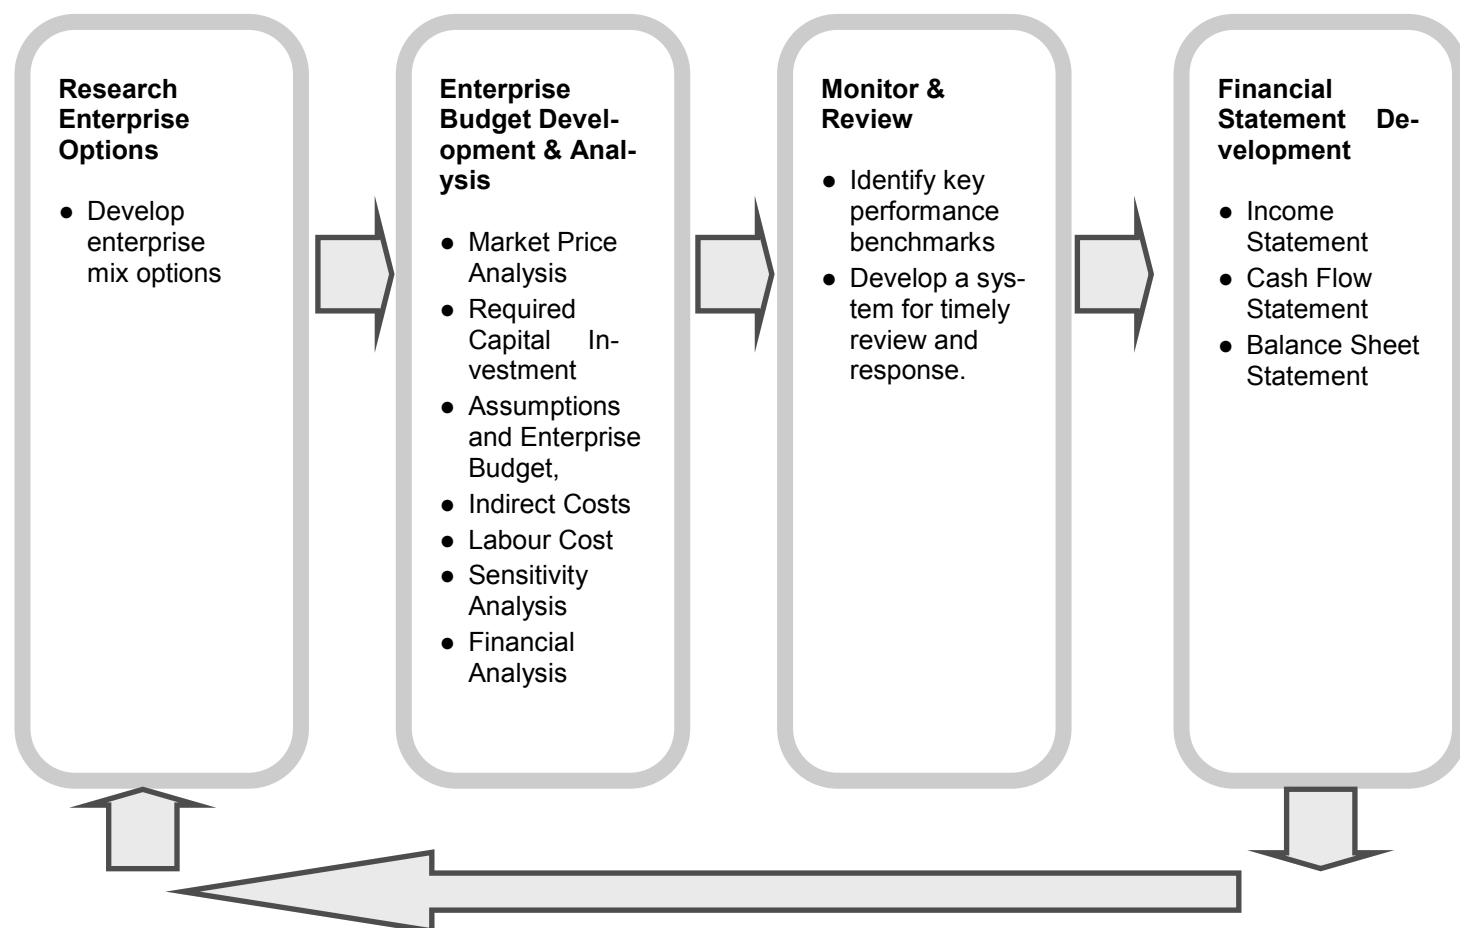 Research
Enterprise
Options
● Develop
enterprise
mix options
Enterprise
Budget Devel-
opment & Anal-
ysis
● Market Price
Analysis
● Required
Capital In-
vestment
● Assumptions
and Enterprise
Budget,
● Indirect Costs
● Labour Cost
● Sensitivity
Analysis
● Financial
Analysis
Monitor &
Review
● Identify key
performance
benchmarks
● Develop a sys-
tem for timely
review and
response.
Financial
Statement De-
velopment
● Income
Statement
● Cash Flow
Statement
● Balance Sheet
Statement